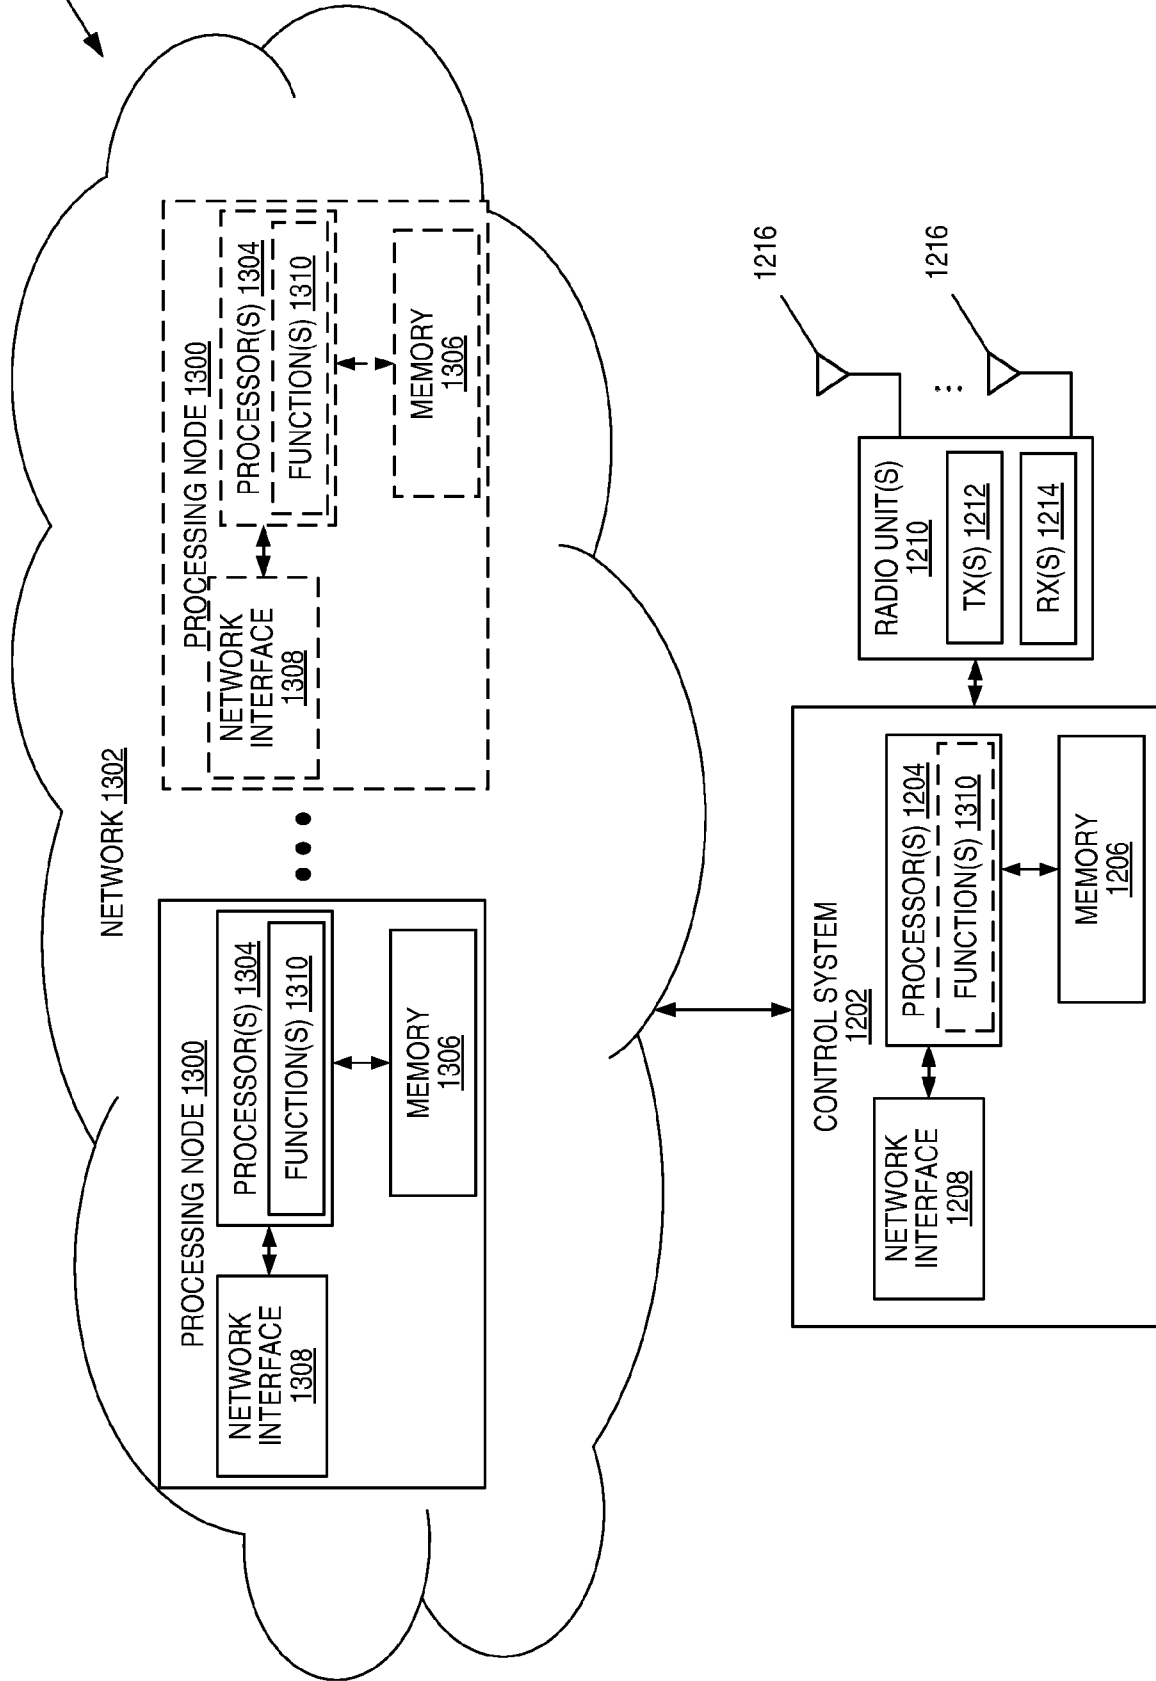 NETWORK 1302
PROCESSING NODE 1300
NETWORK
INTERFACE
1308
PROCESSOR(S) 1304
FUNCTION(S) 1310
MEMORY
1306
PROCESSING NODE 1300
NETWORK
INTERFACE
1308
PROCESSOR(S) 1304
FUNCTION(S) 1310
MEMORY
1306
CONTROL SYSTEM
1202
NETWORK
INTERFACE
1208
PROCESSOR(S) 1204
FUNCTION(S) 1310
MEMORY
1206
RADIO UNIT(S)
1210
TX(S) 1212
RX(S) 1214
1216
1216